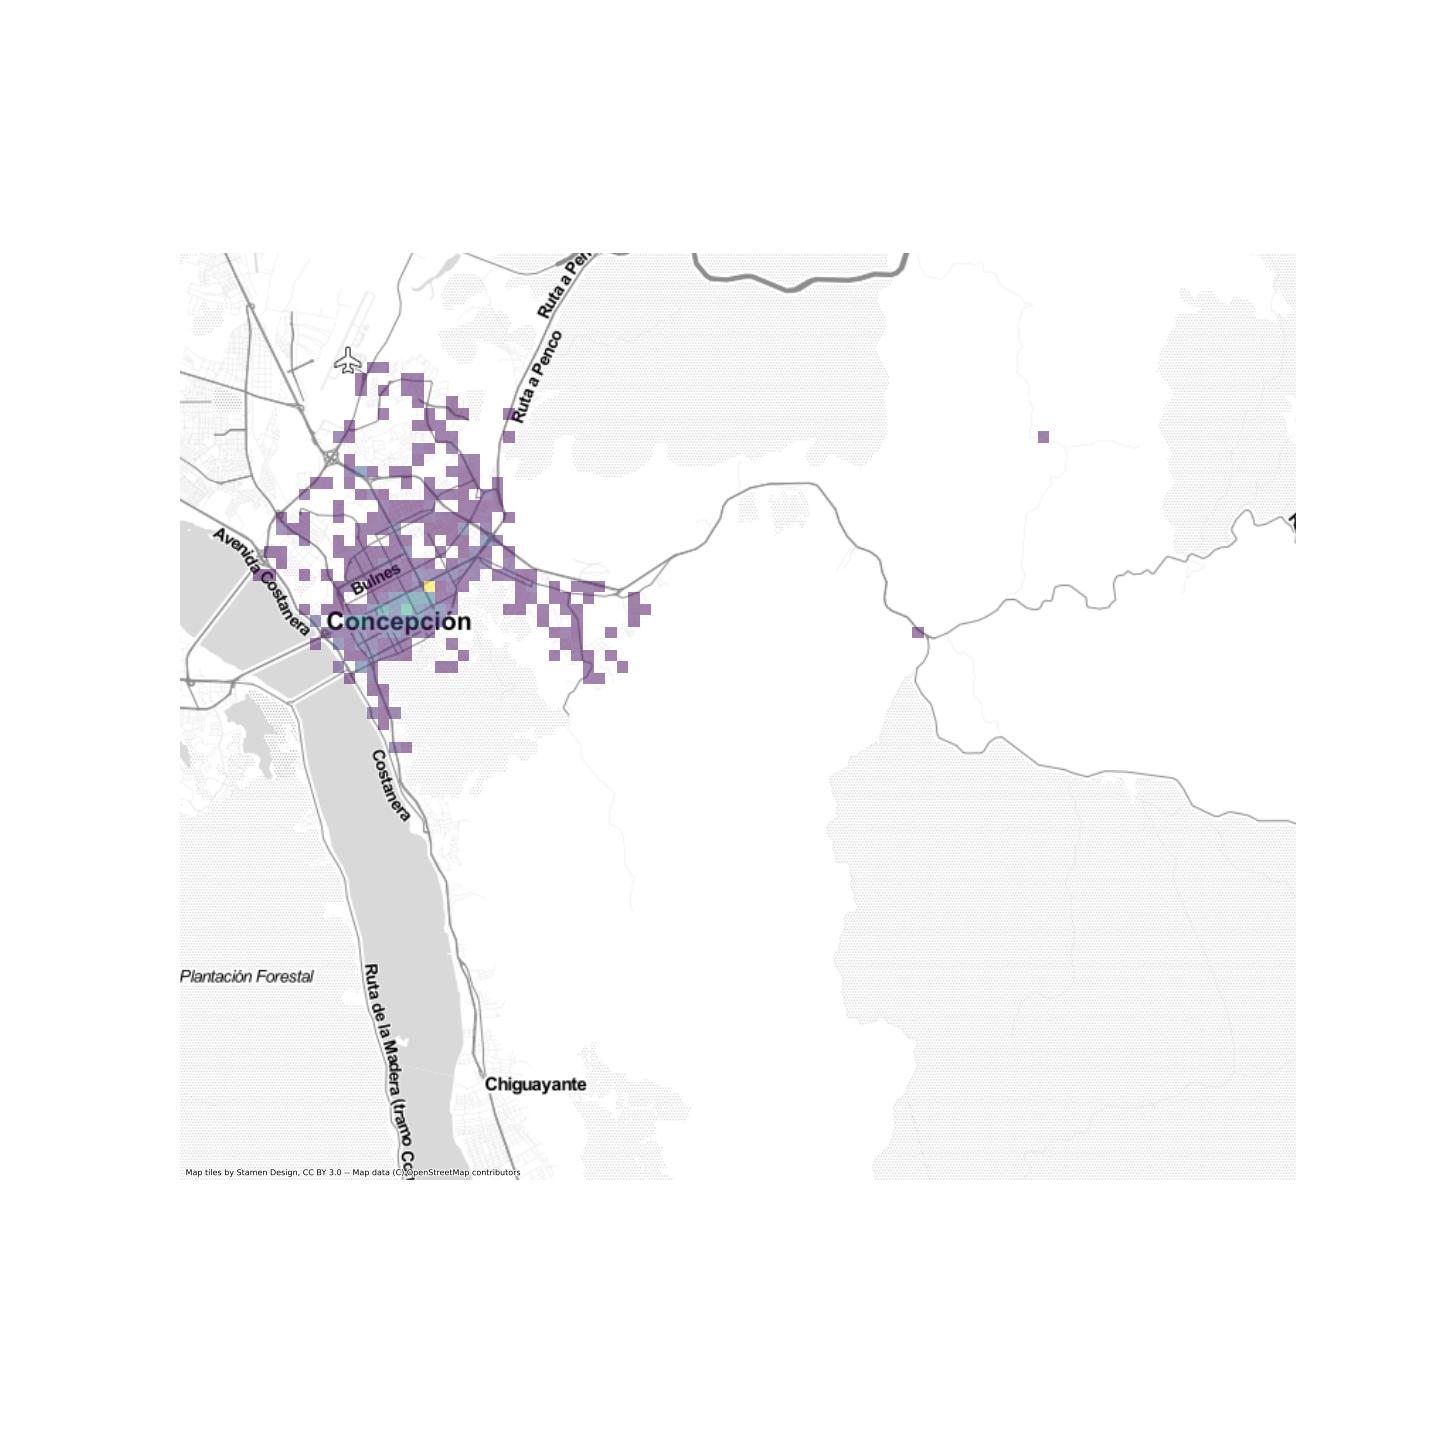 Ruta a Pen
Ruta a Penco
Avenida Costanera
Bulnes
Concepción
Costanera
Plantación Forestal
Ruta de la Madera (tramo Co
Chiguayante
Map tiles by Stamen Design, CC BY 3.0 -- Map data (C) OpenStreetMap contributors